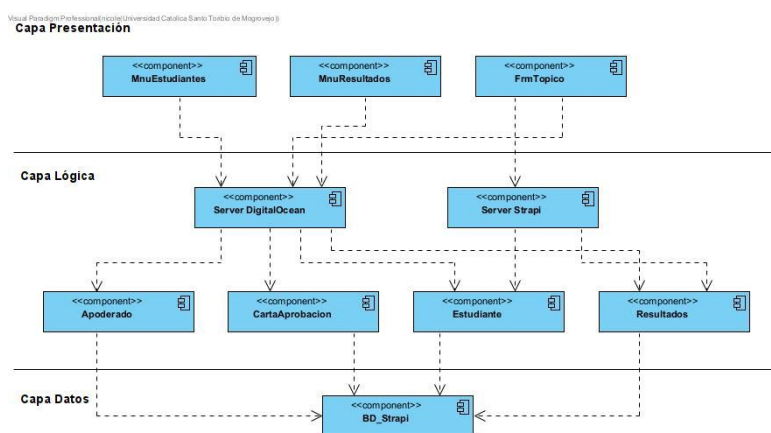 Visual Paradigm Professional(nicole(Universidad Catolica Santo Toribio de Mogrovejo))
Capa Presentación
<<component>>
MnuEstudiantes
<<component>>
MnuResultados
<<component>>
FrmTopico
Capa Lógica
<<component>>
Server DigitalOcean
<<component>>
Server Strapi
<<component>>
Apoderado
<<component>>
CartaAprobacion
<<component>>
Estudiante
<<component>>
Resultados
Capa Datos
<<component>>
BD_Strapi